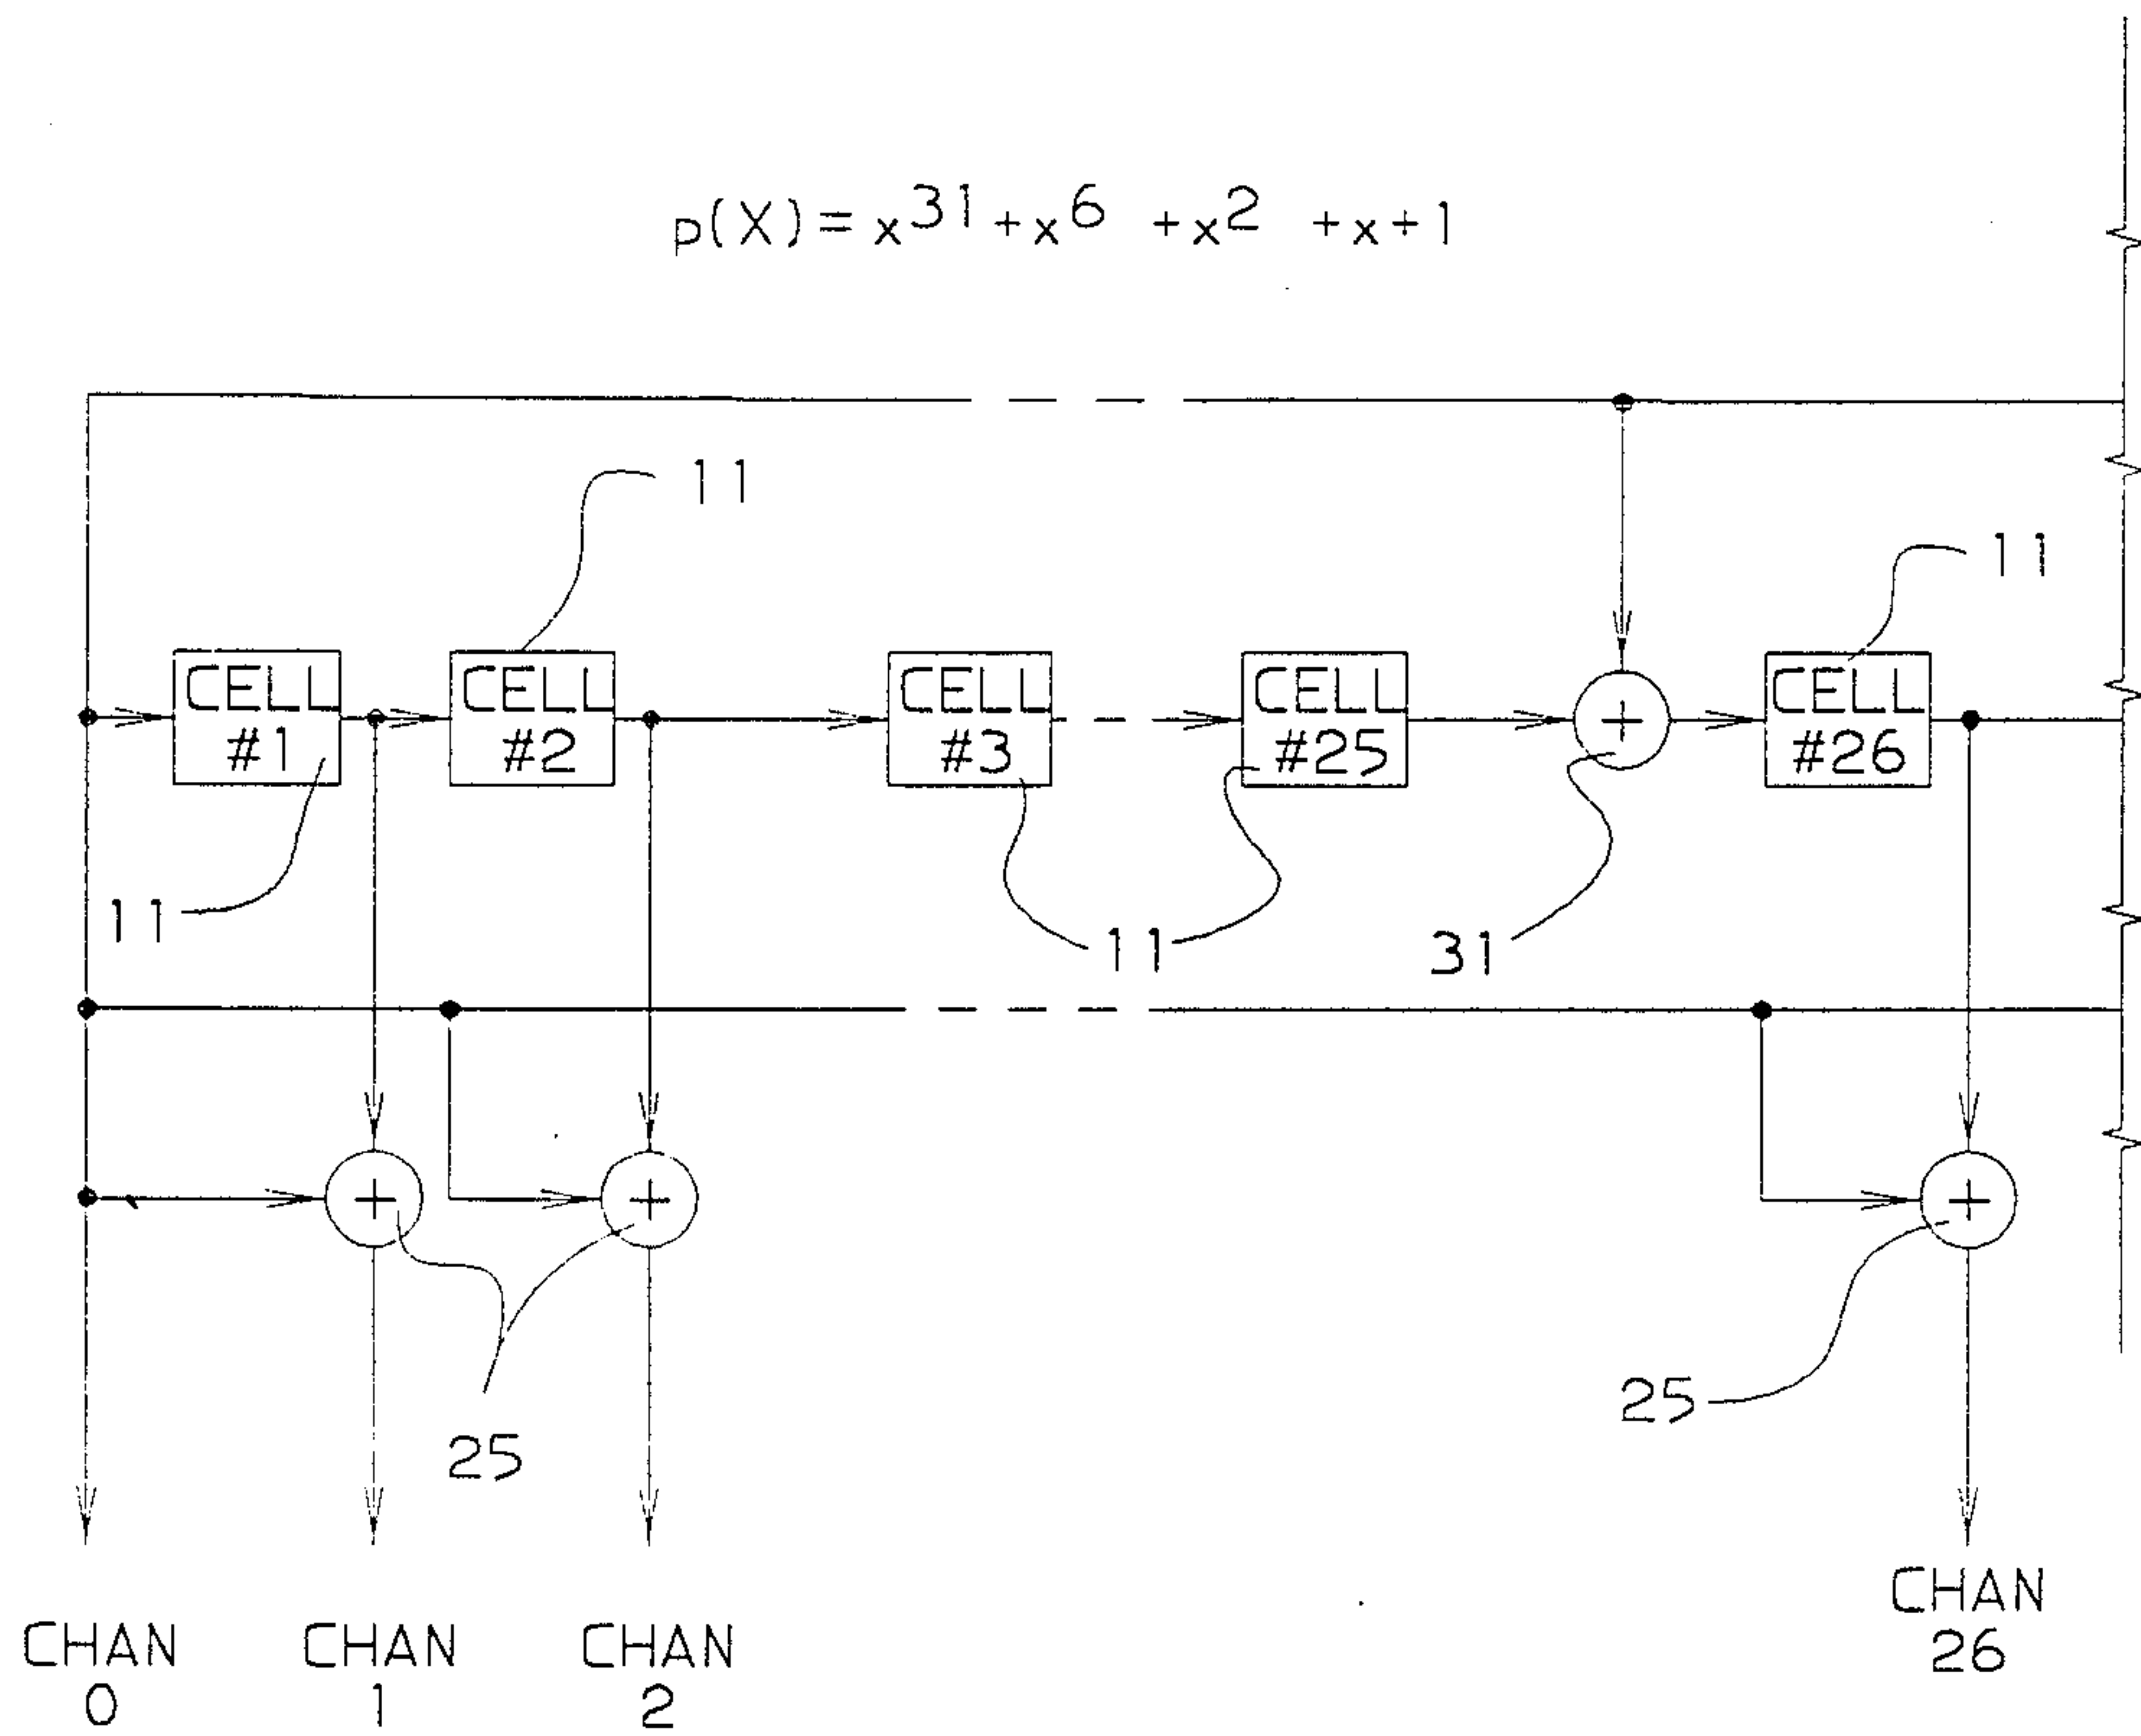 p(X) = x^31 + x^6 + x^2 + x + 1
11
11
CELL #1
CELL #2
CELL #3
CELL #25
+
CELL #26
11
11
31
+
+
+
25
25
CHAN 0
CHAN 1
CHAN 2
CHAN 26